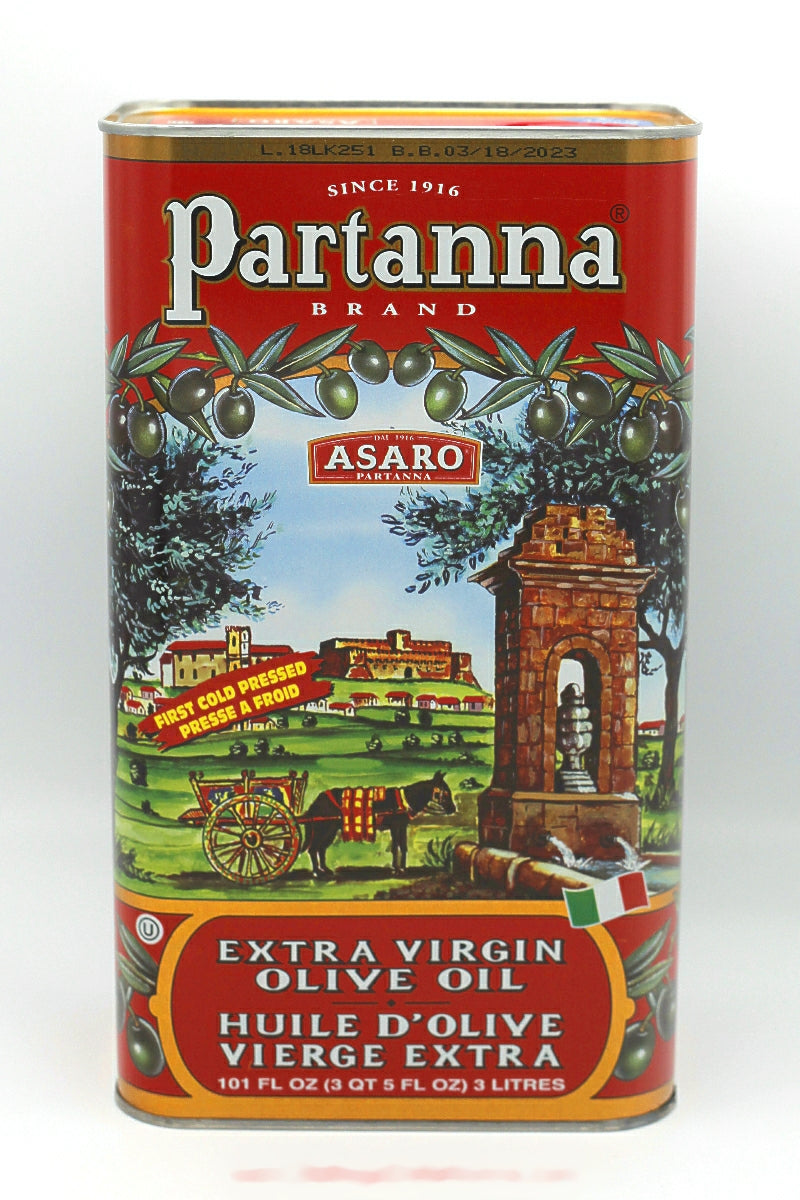 L.18LK251 B.B.03/18/2023
SINCE 1916
Partanna®
BRAND
DAL 1916
ASARO
PARTANNA
FIRST COLD PRESSED
PRESSE A FROID
U
EXTRA VIRGIN
OLIVE OIL
HUILE D'OLIVE
VIERGE EXTRA
101 FL OZ (3 QT 5 FL OZ) 3 LITRES